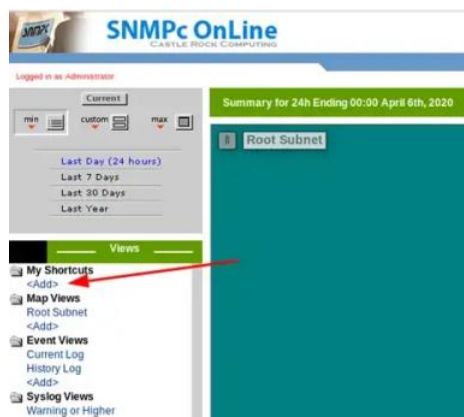 SNMPc
SNMPc OnLine
CASTLE ROCK COMPUTING
Logged in as Administrator
Current
min
custom
max
Last Day (24 hours)
Last 7 Days
Last 30 Days
Last Year
Views
My Shortcuts
<Add>
Map Views
Root Subnet
<Add>
Event Views
Current Log
History Log
<Add>
Syslog Views
Warning or Higher
Summary for 24h Ending 00:00 April 6th, 2020
Root Subnet